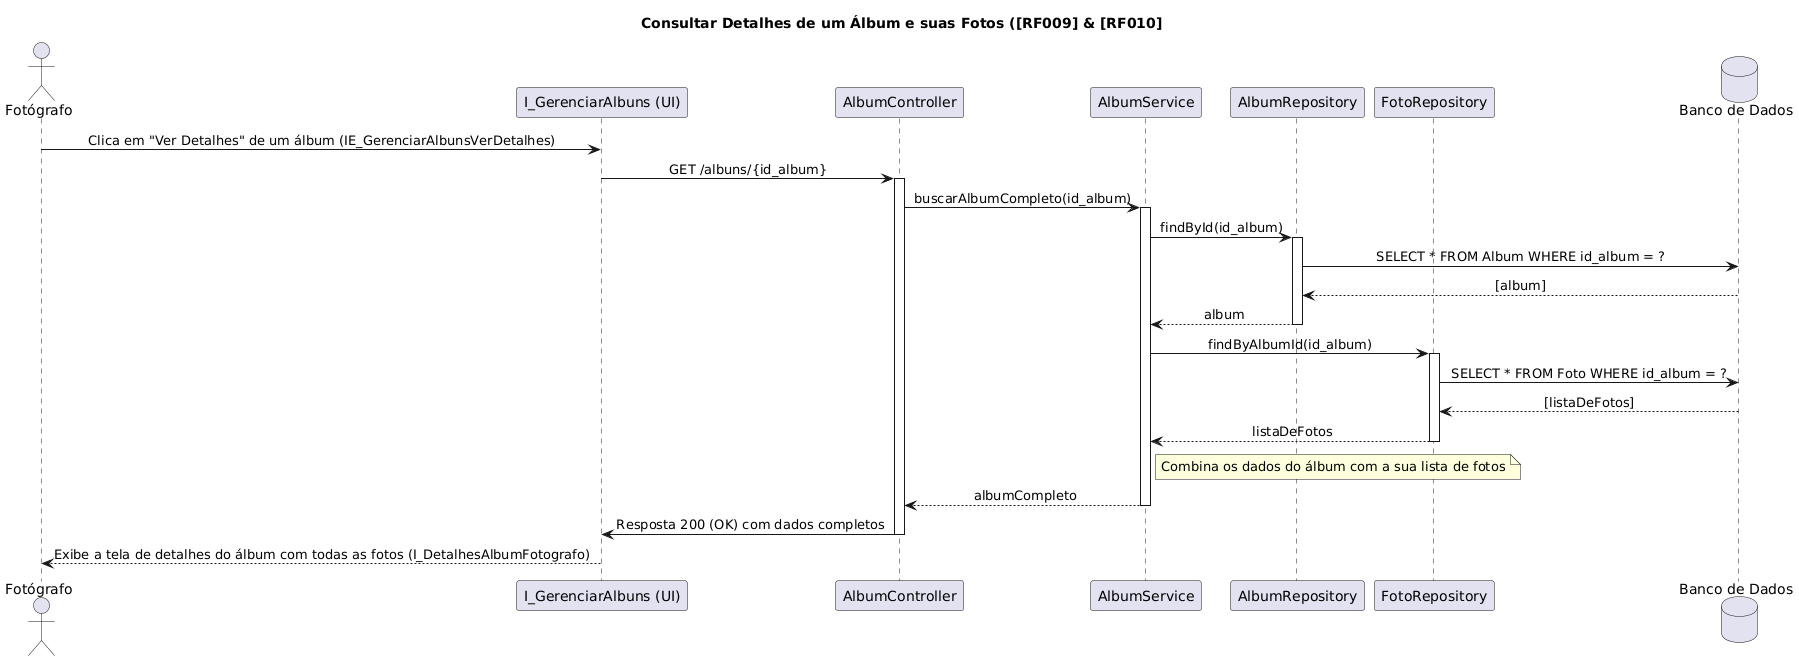 Consultar Detalhes de um Álbum e suas Fotos ([RF009] & [RF010]
Fotógrafo
I_GerenciarAlbuns (UI)
AlbumController
AlbumService
AlbumRepository
FotoRepository
Banco de Dados
Clica em "Ver Detalhes" de um álbum (IE_GerenciarAlbunsVerDetalhes)
GET /albuns/{id_album}
buscarAlbumCompleto(id_album)
findById(id_album)
SELECT * FROM Album WHERE id_album = ?
[album]
album
findByAlbumId(id_album)
SELECT * FROM Foto WHERE id_album = ?
[listaDeFotos]
listaDeFotos
Combina os dados do álbum com a sua lista de fotos
albumCompleto
Resposta 200 (OK) com dados completos
Exibe a tela de detalhes do álbum com todas as fotos (I_DetalhesAlbumFotografo)
Fotógrafo
I_GerenciarAlbuns (UI)
AlbumController
AlbumService
AlbumRepository
FotoRepository
Banco de Dados